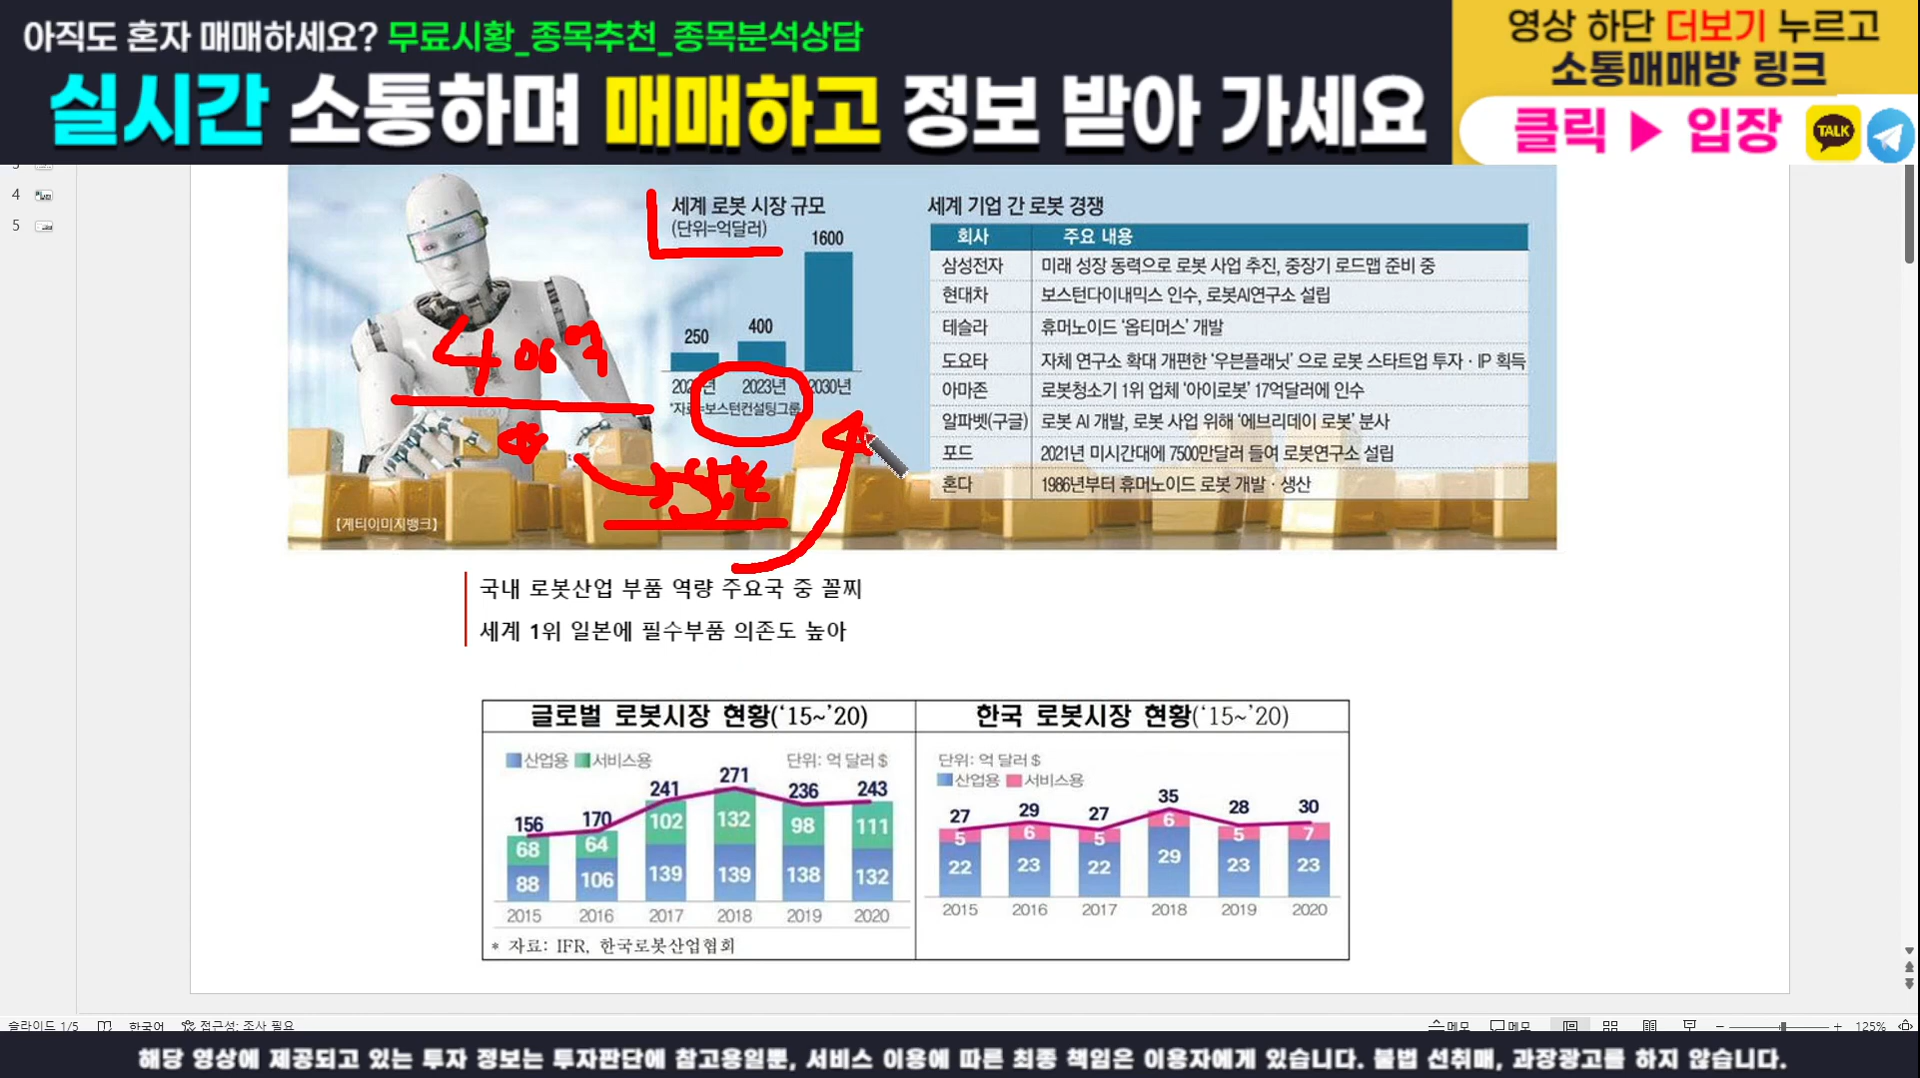 아직도 혼자 매매하세요? 무료시황_종목추천_종목분석상담
실시간 소통하며 매매하고 정보 받아 가세요
영상 하단 더보기 누르고
소통매매방 링크
클릭 ▶ 입장
TALK
4
5
세계 로봇 시장 규모
(단위=억달러)
1600
400
250
2023년
2030년
보스턴컨설팅그룹
【게티이미지뱅크】
세계 기업 간 로봇 경쟁
회사 주요 내용
삼성전자 미래 성장 동력으로 로봇 사업 추진, 중장기 로드맵 준비 중
현대차 보스턴다이내믹스 인수, 로봇AI연구소 설립
테슬라 휴머노이드 ‘옵티머스’ 개발
도요타 자체 연구소 확대 개편한 ‘우븐플래닛’ 으로 로봇 스타트업 투자 · IP 획득
아마존 로봇청소기 1위 업체 ‘아이로봇’ 17억달러에 인수
알파벳(구글) 로봇 AI 개발, 로봇 사업 위해 ‘에브리데이 로봇’ 분사
포드 2021년 미시간대에 7500만달러 들여 로봇연구소 설립
혼다 1986년부터 휴머노이드 로봇 개발 · 생산
국내 로봇산업 부품 역량 주요국 중 꼴찌
세계 1위 일본에 필수부품 의존도 높아
글로벌 로봇시장 현황(‘15~’20)
산업용 서비스용 단위: 억 달러 $
156 170 241 271 236 243
68 64 102 132 98 111
88 106 139 139 138 132
2015 2016 2017 2018 2019 2020
* 자료: IFR, 한국로봇산업협회
한국 로봇시장 현황(‘15~’20)
단위: 억 달러 $
산업용 서비스용
27 29 27 35 28 30
5 6 5 6 5 7
22 23 22 29 23 23
2015 2016 2017 2018 2019 2020
슬라이드 1/5 한국어 접근성: 조사 필요 메모 메모 125%
해당 영상에 제공되고 있는 투자 정보는 투자판단에 참고용일뿐, 서비스 이용에 따른 최종 책임은 이용자에게 있습니다. 불법 선취매, 과장광고를 하지 않습니다.